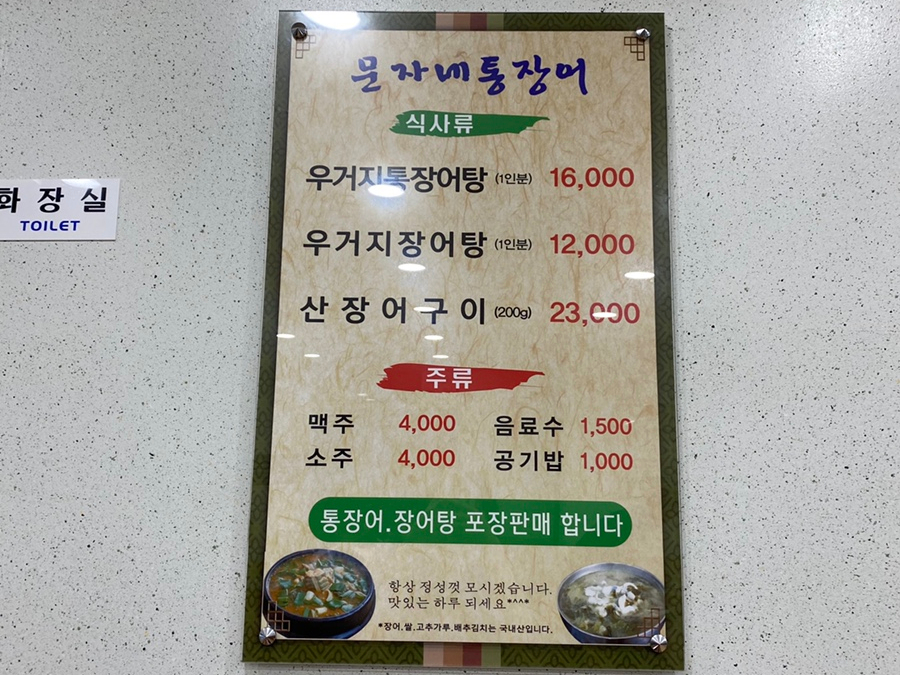 문자네통장어
식사류
우거지통장어탕 (1인분) 16,000
우거지장어탕 (1인분) 12,000
산장어구이 (200g) 23,000
주류
맥주 4,000 음료수 1,500
소주 4,000 공기밥 1,000
통장어.장어탕 포장판매 합니다
항상 정성껏 모시겠습니다.
맛있는 하루 되세요*^^*
*장어,쌀,고추가루,배추김치는 국내산입니다.
화장실
TOILET